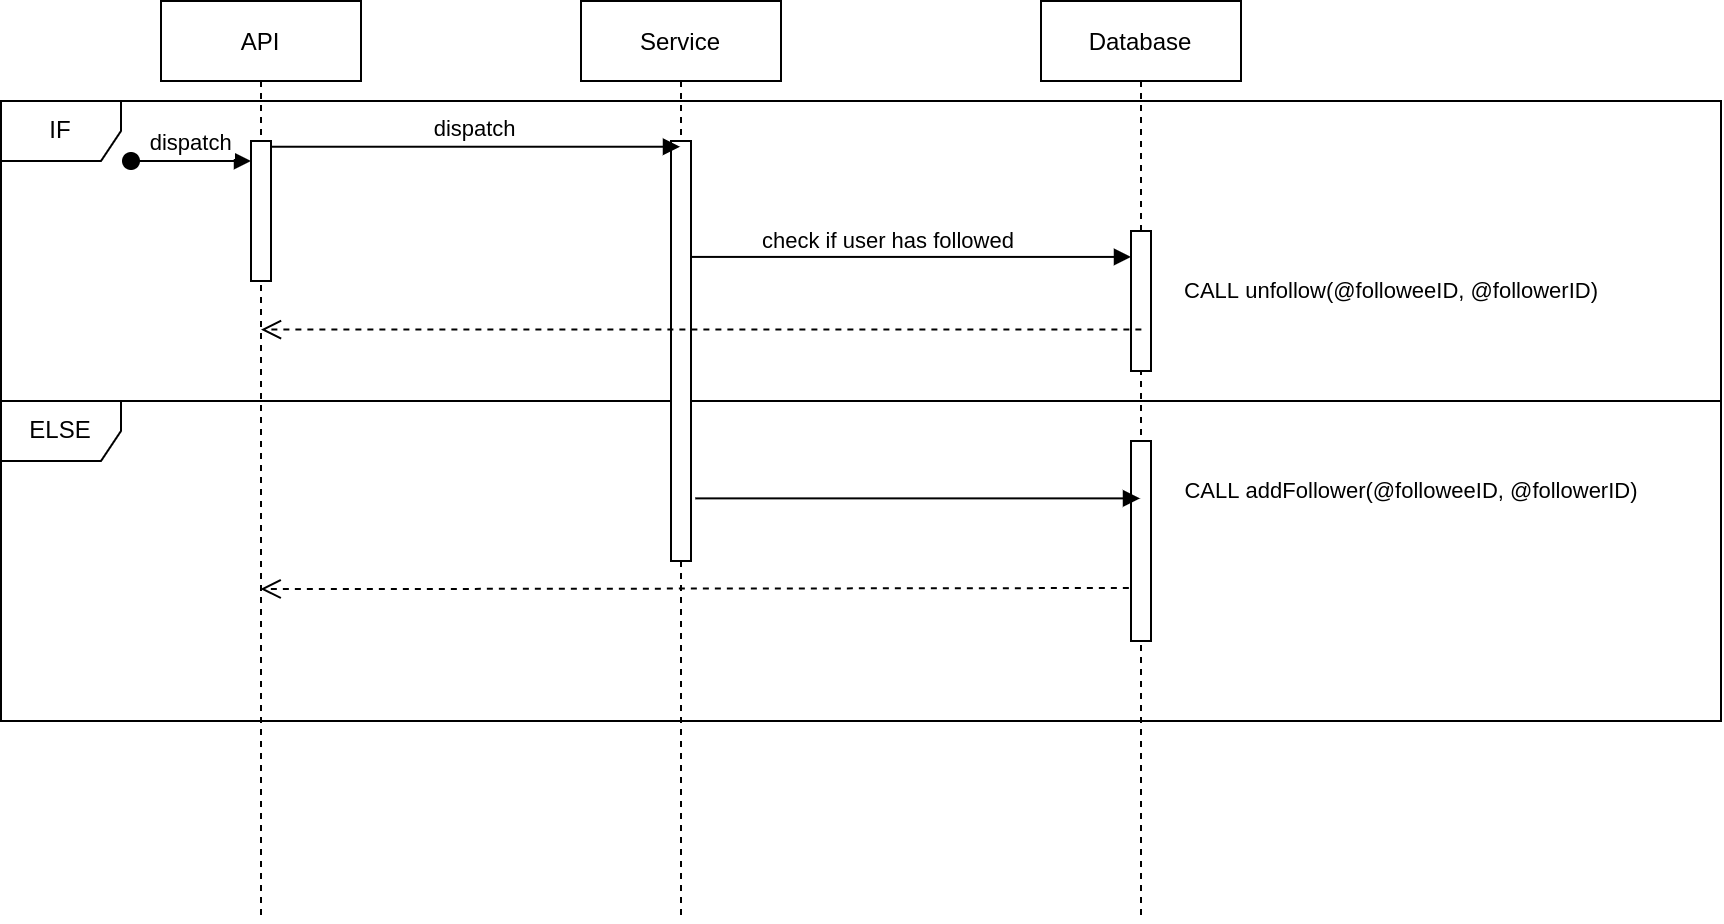 API
Service
Database
IF
dispatch
dispatch
check if user has followed
CALL unfollow(@followeeID, @followerID)
ELSE
CALL addFollower(@followeeID, @followerID)